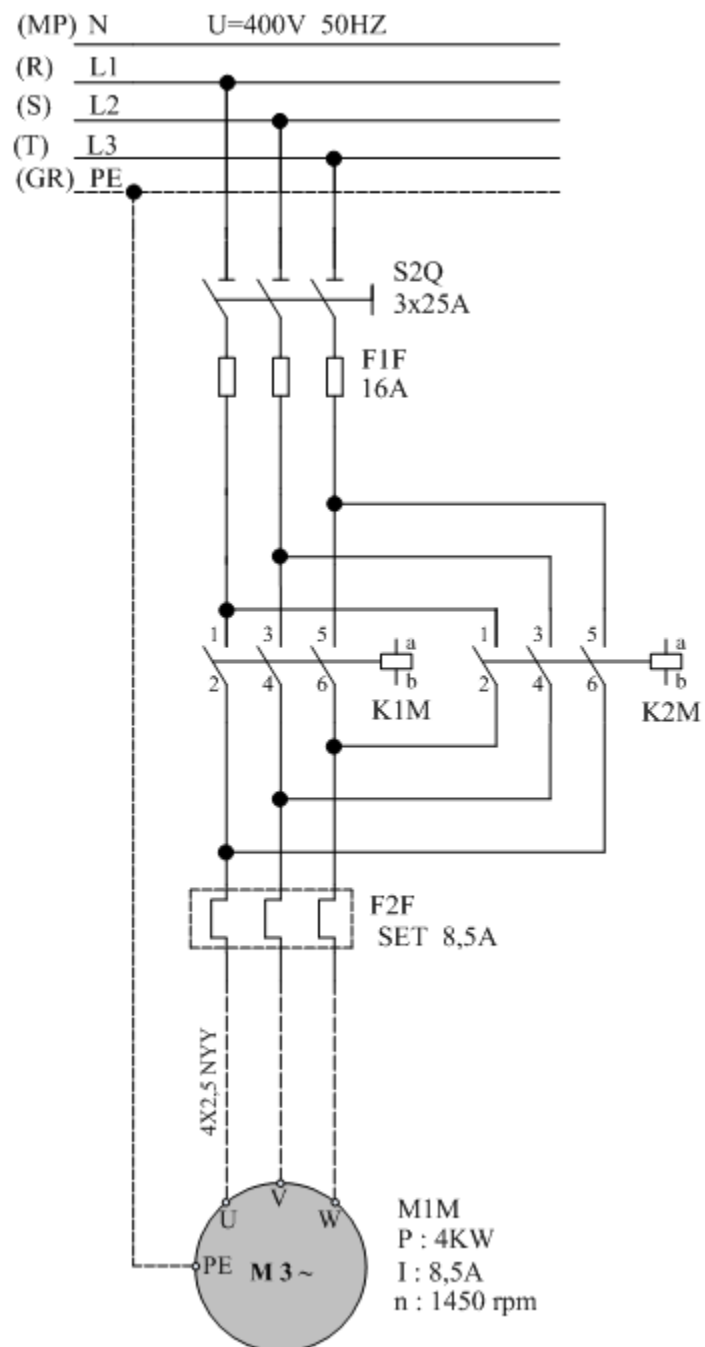 (MP) N U=400V 50HZ
(R) L1
(S) L2
(T) L3
(GR) PE
S2Q
3x25A
F1F
16A
1 3 5 a 1 3 5 a
2 4 6 b 2 4 6 b
K1M K2M
F2F
SET 8,5A
4X2,5 NYY
U V W
PE M 3 ~
M1M
P : 4KW
I : 8,5A
n : 1450 rpm